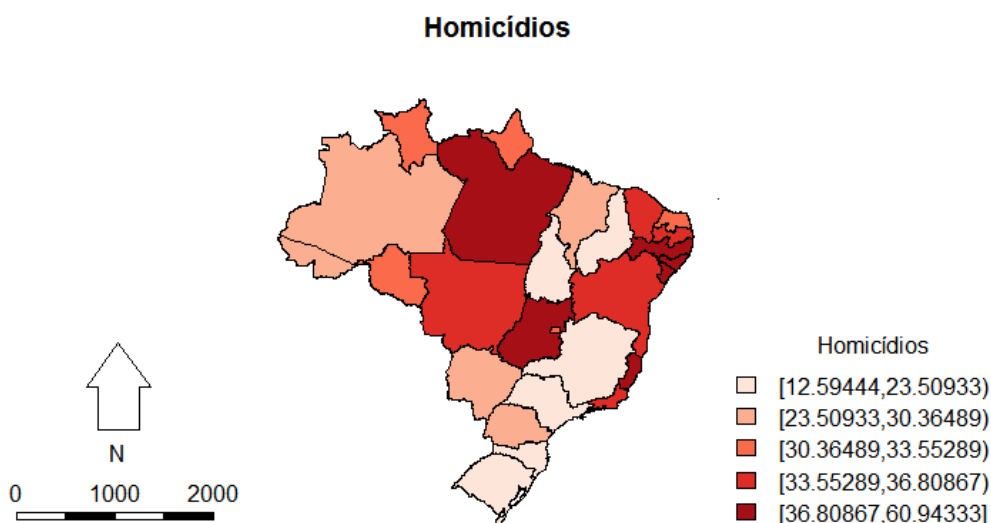 Homicídios
Homicídios
[12.59444,23.50933)
[23.50933,30.36489)
[30.36489,33.55289)
[33.55289,36.80867)
[36.80867,60.94333]
N
0 1000 2000